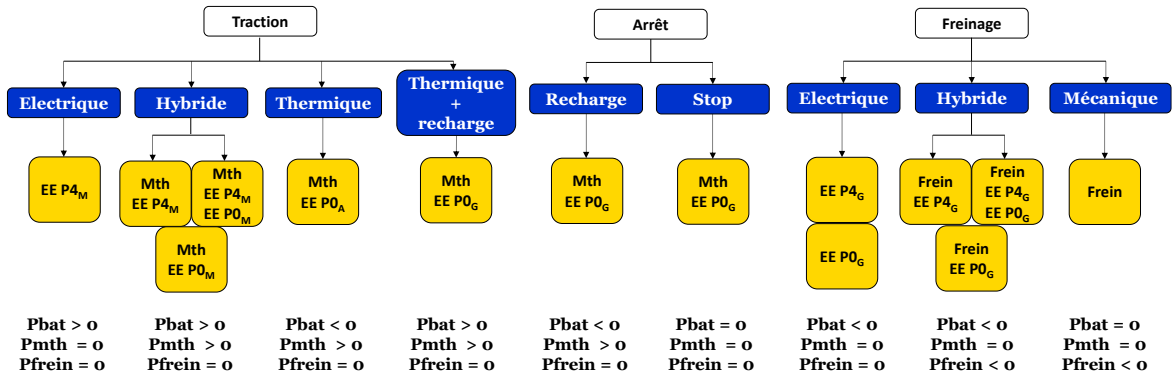 Traction
Arrêt
Freinage
Electrique
Hybride
Thermique
Thermique
+
recharge
Recharge
Stop
Electrique
Hybride
Mécanique
EE P4M
Mth
EE P4M
Mth
EE P4M
EE P0M
Mth
EE P0M
Mth
EE P0A
Mth
EE P0G
Mth
EE P0G
Mth
EE P0G
EE P4G
EE P0G
Frein
EE P4G
Frein
EE P4G
EE P0G
Frein
EE P0G
Frein
Pbat > 0
Pmth = 0
Pfrein = 0
Pbat > 0
Pmth > 0
Pfrein = 0
Pbat < 0
Pmth > 0
Pfrein = 0
Pbat > 0
Pmth > 0
Pfrein = 0
Pbat < 0
Pmth > 0
Pfrein = 0
Pbat = 0
Pmth = 0
Pfrein = 0
Pbat < 0
Pmth = 0
Pfrein = 0
Pbat < 0
Pmth = 0
Pfrein < 0
Pbat = 0
Pmth = 0
Pfrein < 0